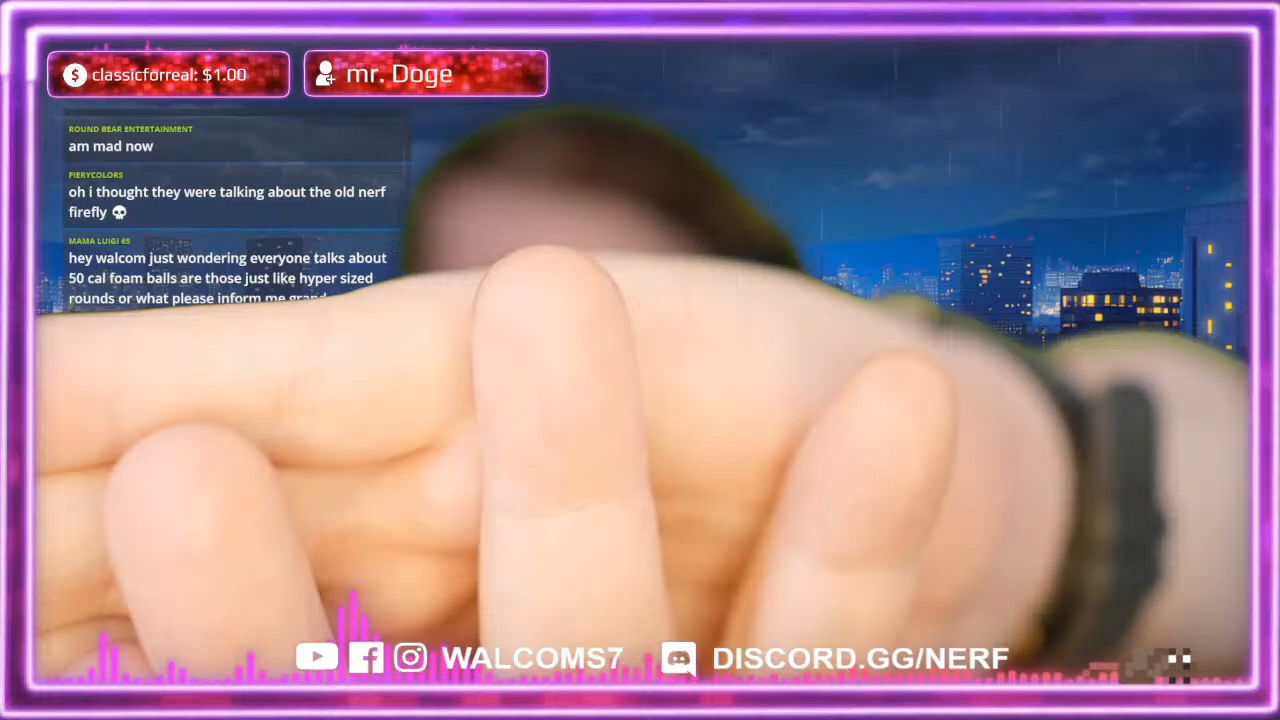 classicforreal: $1.00
mr. Doge
ROUND BEAR ENTERTAINMENT
am mad now
FIERYCOLORS
oh i thought they were talking about the old nerf
firefly 💀
MAMA LUIGI 65
hey walcom just wondering everyone talks about
50 cal foam balls are those just like hyper sized
rounds or what please inform me grand
WALCOMS7
DISCORD.GG/NERF